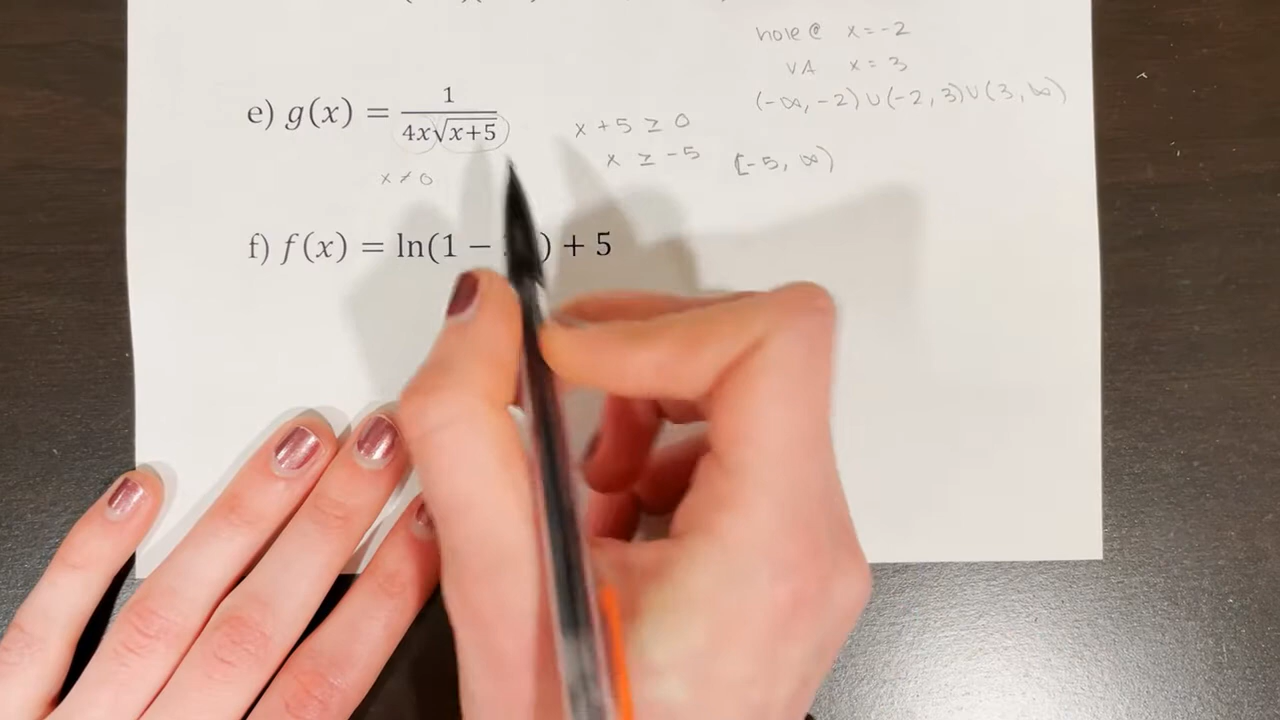 hole @ x = -2
VA x = 3
(-∞, -2) ∪ (-2, 3) ∪ (3, ∞)
e) g(x) = 1 / 4x√x+5
x + 5 ≥ 0
x ≥ -5 [-5, ∞)
x ≠ 0
f) f(x) = ln(1 − ) + 5